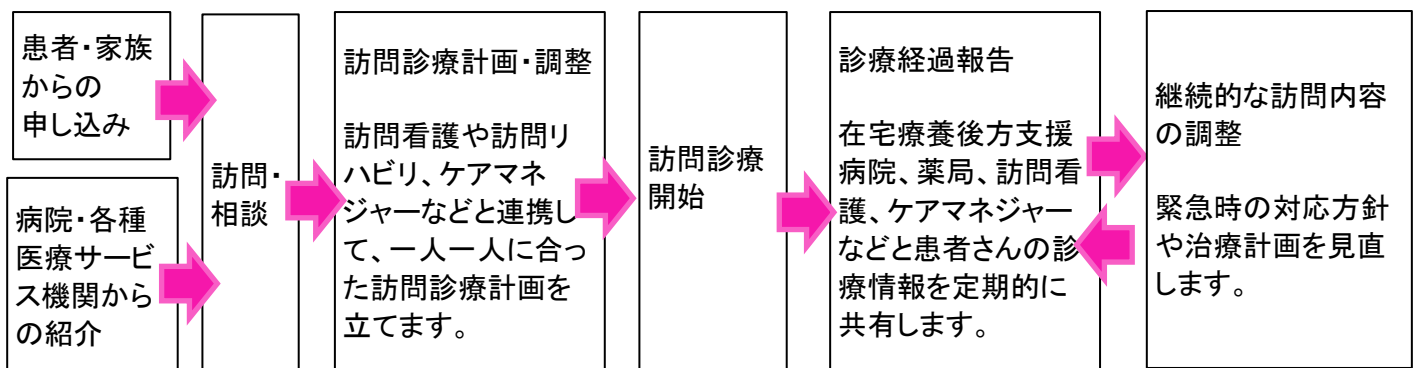 患者・家族
からの
申し込み
病院・各種
医療サービ
ス機関から
の紹介
訪問・
相談
訪問診療計画・調整
訪問看護や訪問リ
ハビリ、ケアマネ
ジャーなどと連携し
て、一人一人に合っ
た訪問診療計画を
立てます。
訪問診療
開始
診療経過報告
在宅療養後方支援
病院、薬局、訪問看
護、ケアマネジャー
などと患者さんの診
療情報を定期的に
共有します。
継続的な訪問内容
の調整
緊急時の対応方針
や治療計画を見直
します。